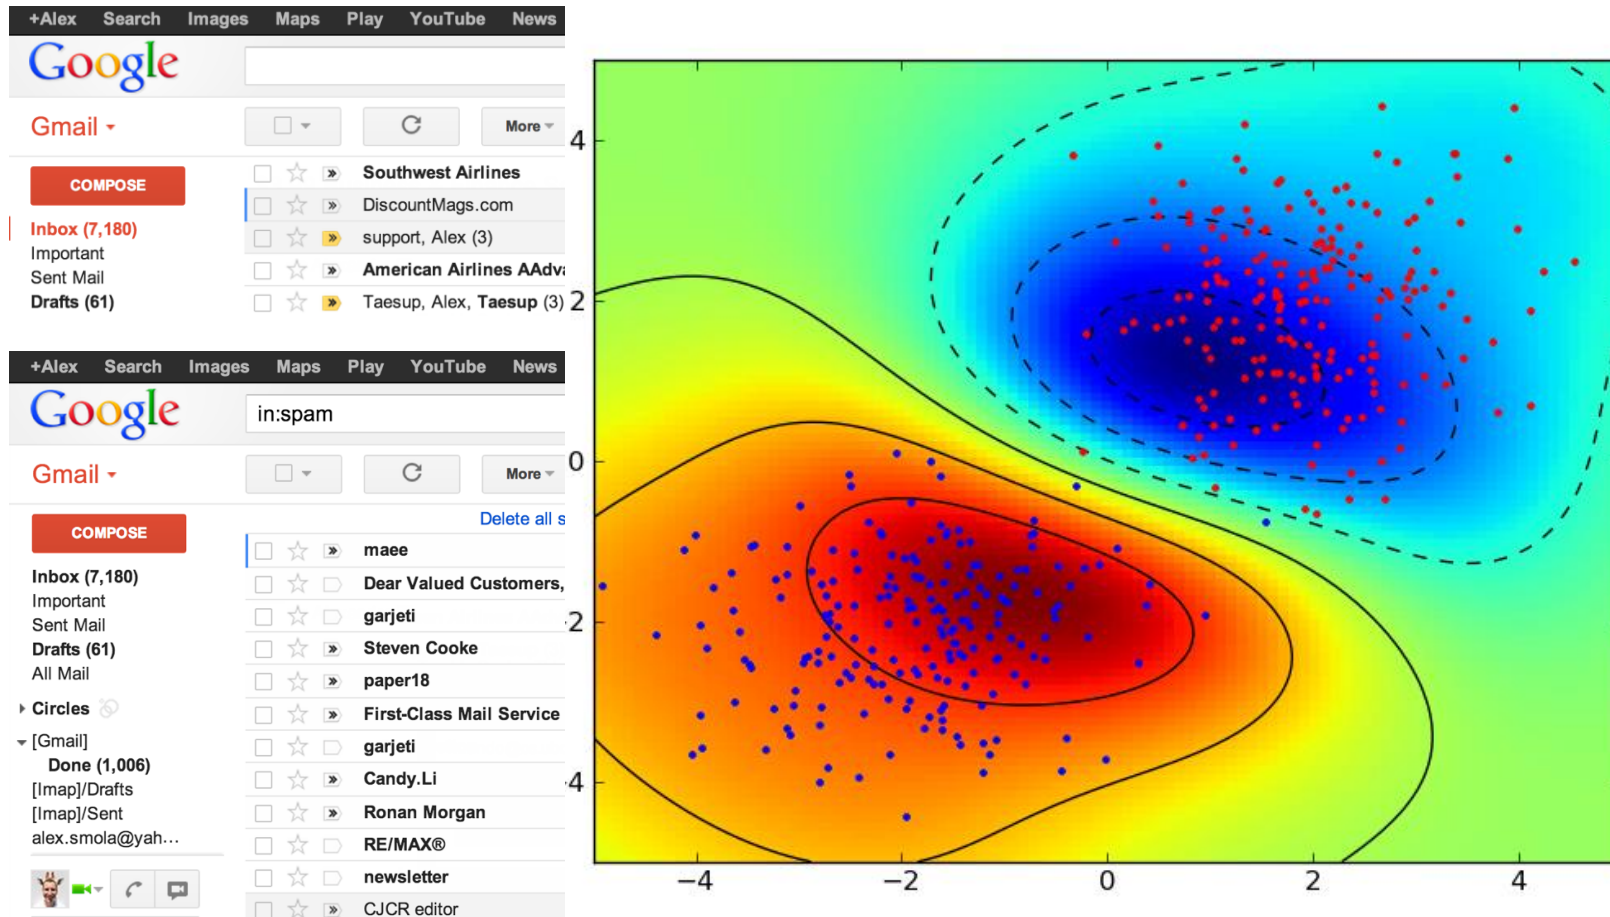 +Alex Search Images Maps Play YouTube News
Google
Gmail
More
COMPOSE
Southwest Airlines
DiscountMags.com
Inbox (7,180)
support, Alex (3)
Important
American Airlines AAdva
Sent Mail
Drafts (61)
Taesup, Alex, Taesup (3)
+Alex Search Images Maps Play YouTube News
Google
in:spam
Gmail
More
Delete all s
COMPOSE
maee
Inbox (7,180)
Dear Valued Customers,
Important
garjeti
Sent Mail
Drafts (61)
Steven Cooke
All Mail
paper18
Circles
First-Class Mail Service
[Gmail]
garjeti
Done (1,006)
Candy.Li
[Imap]/Drafts
[Imap]/Sent
Ronan Morgan
alex.smola@yah...
RE/MAX®
newsletter
CJCR editor
4
2
0
-2
-4
−4 −2 0 2 4